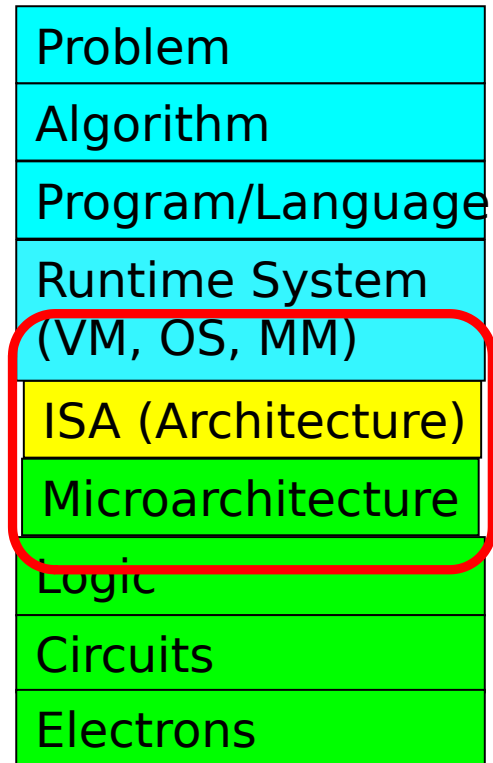 Problem
Algorithm
Program/Language
Runtime System
(VM, OS, MM)
ISA (Architecture)
Microarchitecture
Logic
Circuits
Electrons